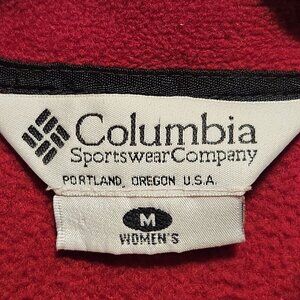 Columbia
Sportswear Company
PORTLAND, OREGON U.S.A.
M
WOMEN'S